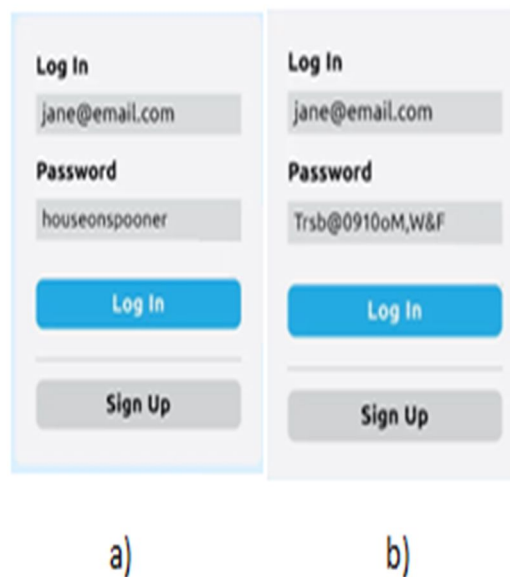 Log In
jane@email.com
Password
houseonspooner
Log In
Sign Up
a)
Log In
jane@email.com
Password
Trsb@0910oM,W&F
Log In
Sign Up
b)